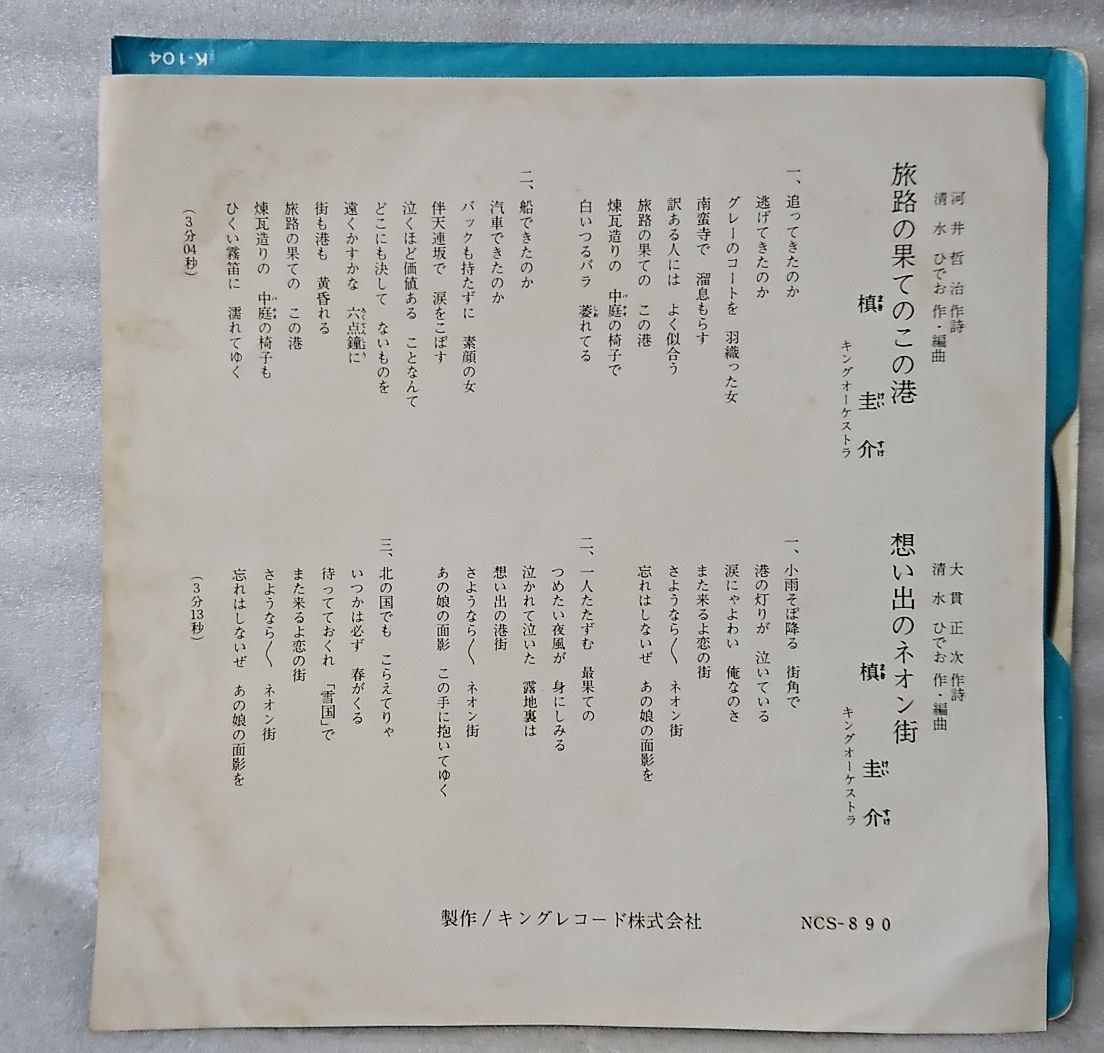 K-104
河井哲治 作詩
清水ひでお 作・編曲
旅路の果てのこの港
槙 圭介
まき けいすけ
キングオーケストラ
一、追ってきたのか
逃げてきたのか
グレーのコートを 羽織った女
南蛮寺で 溜息もらす
訳ある人には よく似合う
旅路の果ての この港
煉瓦造りの 中庭の椅子で
白いつるバラ 萎れてる
二、船できたのか
汽車できたのか
バックも持たずに 素顔の女
伴天連坂で 涙をこぼす
泣くほど価値ある ことなんて
どこにも決して ないものを
遠くかすかな 六点鐘に
街も港も 黄昏れる
旅路の果ての この港
煉瓦造りの 中庭の椅子も
ひくい霧笛に 濡れてゆく
（3分04秒）
大貫正次 作詩
清水ひでお 作・編曲
想い出のネオン街
槙 圭介
まき けいすけ
キングオーケストラ
一、小雨そぼ降る 街角で
港の灯りが 泣いている
涙にゃよわい 俺なのさ
また来るよ恋の街
さようなら〱 ネオン街
忘れはしないぜ あの娘の面影を
二、一人たたずむ 最果ての
つめたい夜風が 身にしみる
泣かれて泣いた 露地裏は
想い出の港街
さようなら〱 ネオン街
あの娘の面影 この手に抱いてゆく
三、北の国でも こらえてりゃ
いつかは必ず 春がくる
待ってておくれ 「雪国」で
また来るよ恋の街
さようなら〱 ネオン街
忘れはしないぜ あの娘の面影を
（3分13秒）
製作/キングレコード株式会社
NCS-890